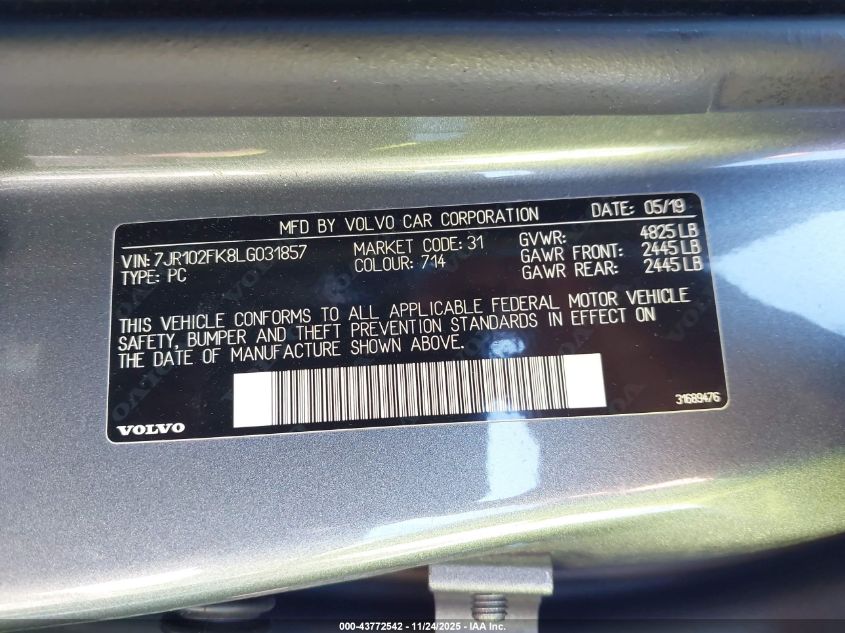 MFD BY VOLVO CAR CORPORATION DATE: 05/19
VIN: 7JR102FK8LG031857 MARKET CODE: 31 GVWR: 4825 LB
TYPE: PC COLOUR: 714 GAWR FRONT: 2445 LB
GAWR REAR: 2445 LB
THIS VEHICLE CONFORMS TO ALL APPLICABLE FEDERAL MOTOR VEHICLE
SAFETY, BUMPER AND THEFT PREVENTION STANDARDS IN EFFECT ON
THE DATE OF MANUFACTURE SHOWN ABOVE.
31689476
VOLVO
000-43772542 - 11/24/2025 - IAA Inc.